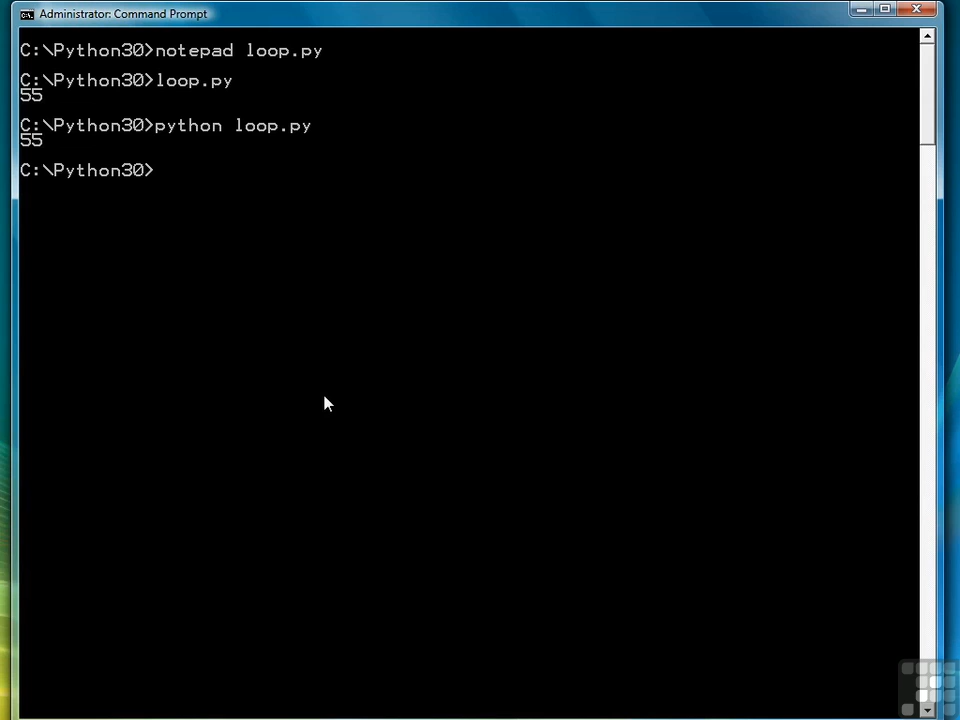 Administrator: Command Prompt
C:\Python30>notepad loop.py
C:\Python30>loop.py
55
C:\Python30>python loop.py
55
C:\Python30>